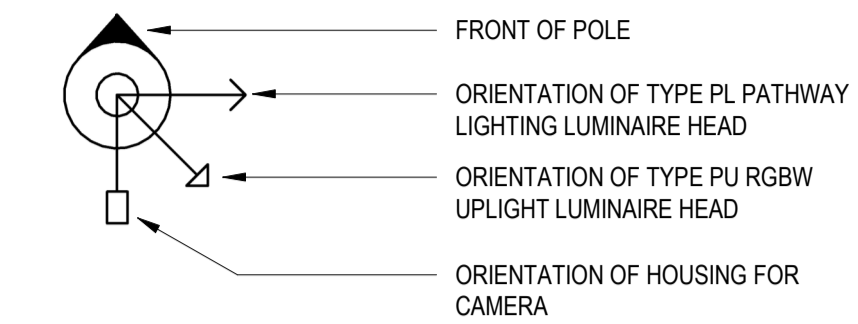 FRONT OF POLE
ORIENTATION OF TYPE PL PATHWAY
LIGHTING LUMINAIRE HEAD
ORIENTATION OF TYPE PU RGBW
UPLIGHT LUMINAIRE HEAD
ORIENTATION OF HOUSING FOR
CAMERA